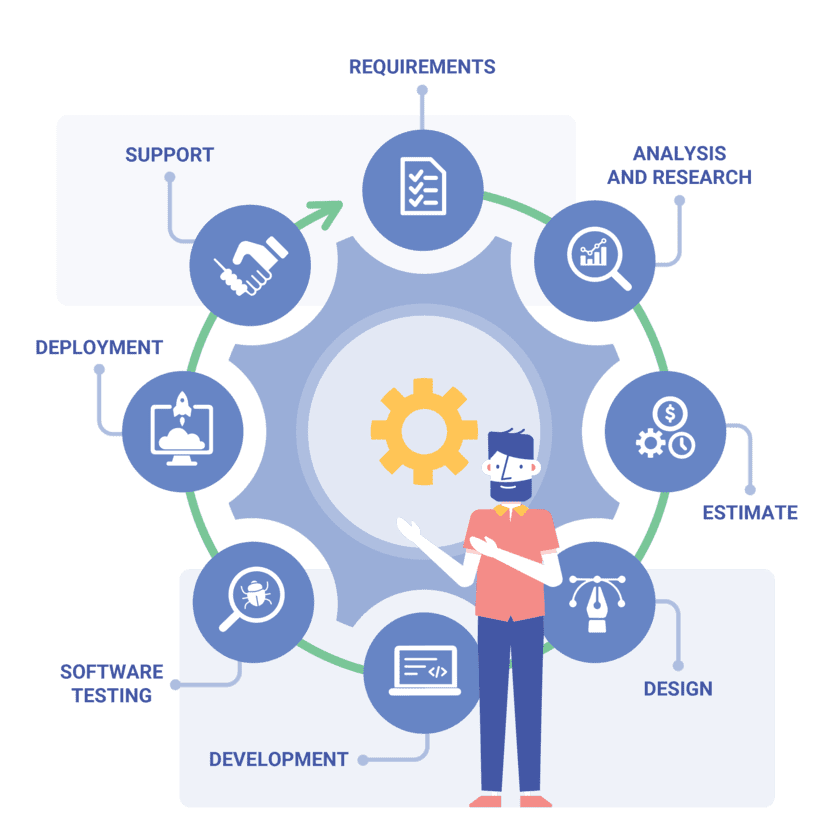 REQUIREMENTS
ANALYSIS
AND RESEARCH
ESTIMATE
DESIGN
DEVELOPMENT
SOFTWARE
TESTING
DEPLOYMENT
SUPPORT
$
</>